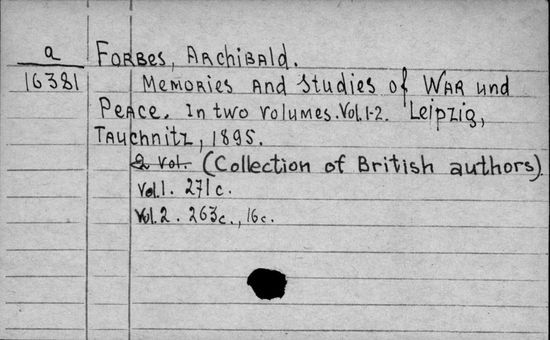 a FORBES, ARCHIBALD.
16381 MEMORIES AND Studies of WAR und
PEACE. In two volumes. Vol. 1-2. Leipzig,
TAUCHNITZ, 1895.
2 vol. (Collection of British authors).
Vol. 1. 271 c.
Vol. 2. 263 c., 16 c.